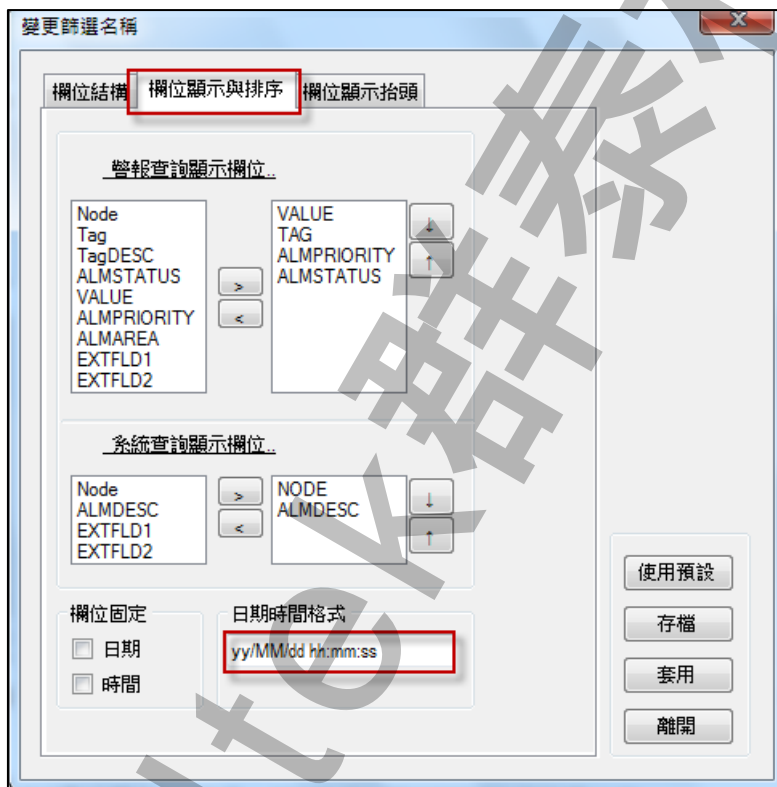 變更篩選名稱
欄位結構 欄位顯示與排序 欄位顯示抬頭
警報查詢顯示欄位..
Node
Tag
TagDESC
ALMSTATUS
VALUE
ALMPRIORITY
ALMAREA
EXTFLD1
EXTFLD2
>
<
VALUE
TAG
ALMPRIORITY
ALMSTATUS
↓
↑
系統查詢顯示欄位..
Node
ALMDESC
EXTFLD1
EXTFLD2
>
<
NODE
ALMDESC
↓
↑
欄位固定
日期
時間
日期時間格式
yy/MM/dd hh:mm:ss
使用預設
存檔
套用
離開